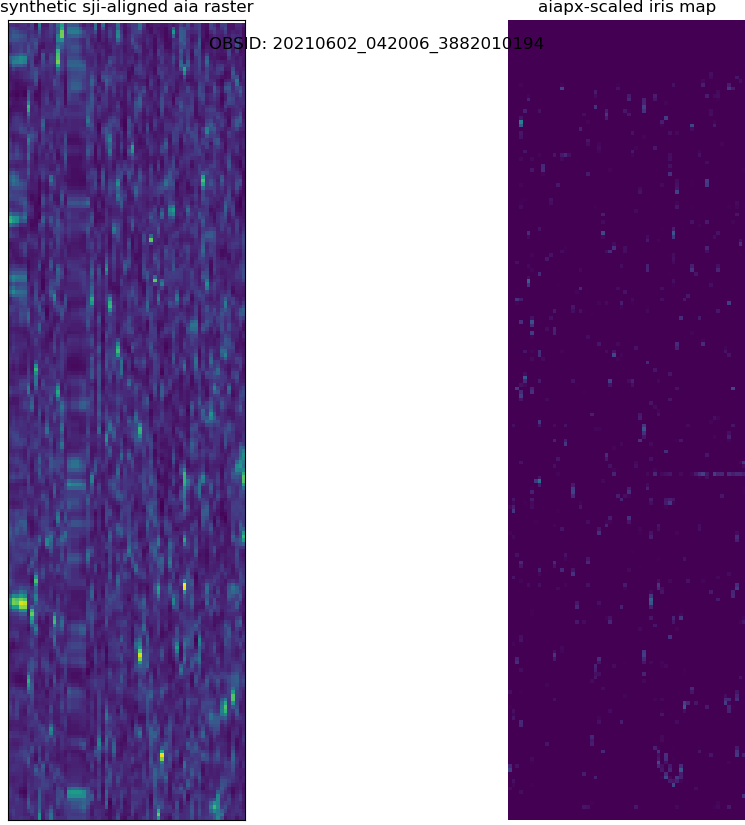 synthetic sji-aligned aia raster
aiapx-scaled iris map
OBSID: 20210602_042006_3882010194